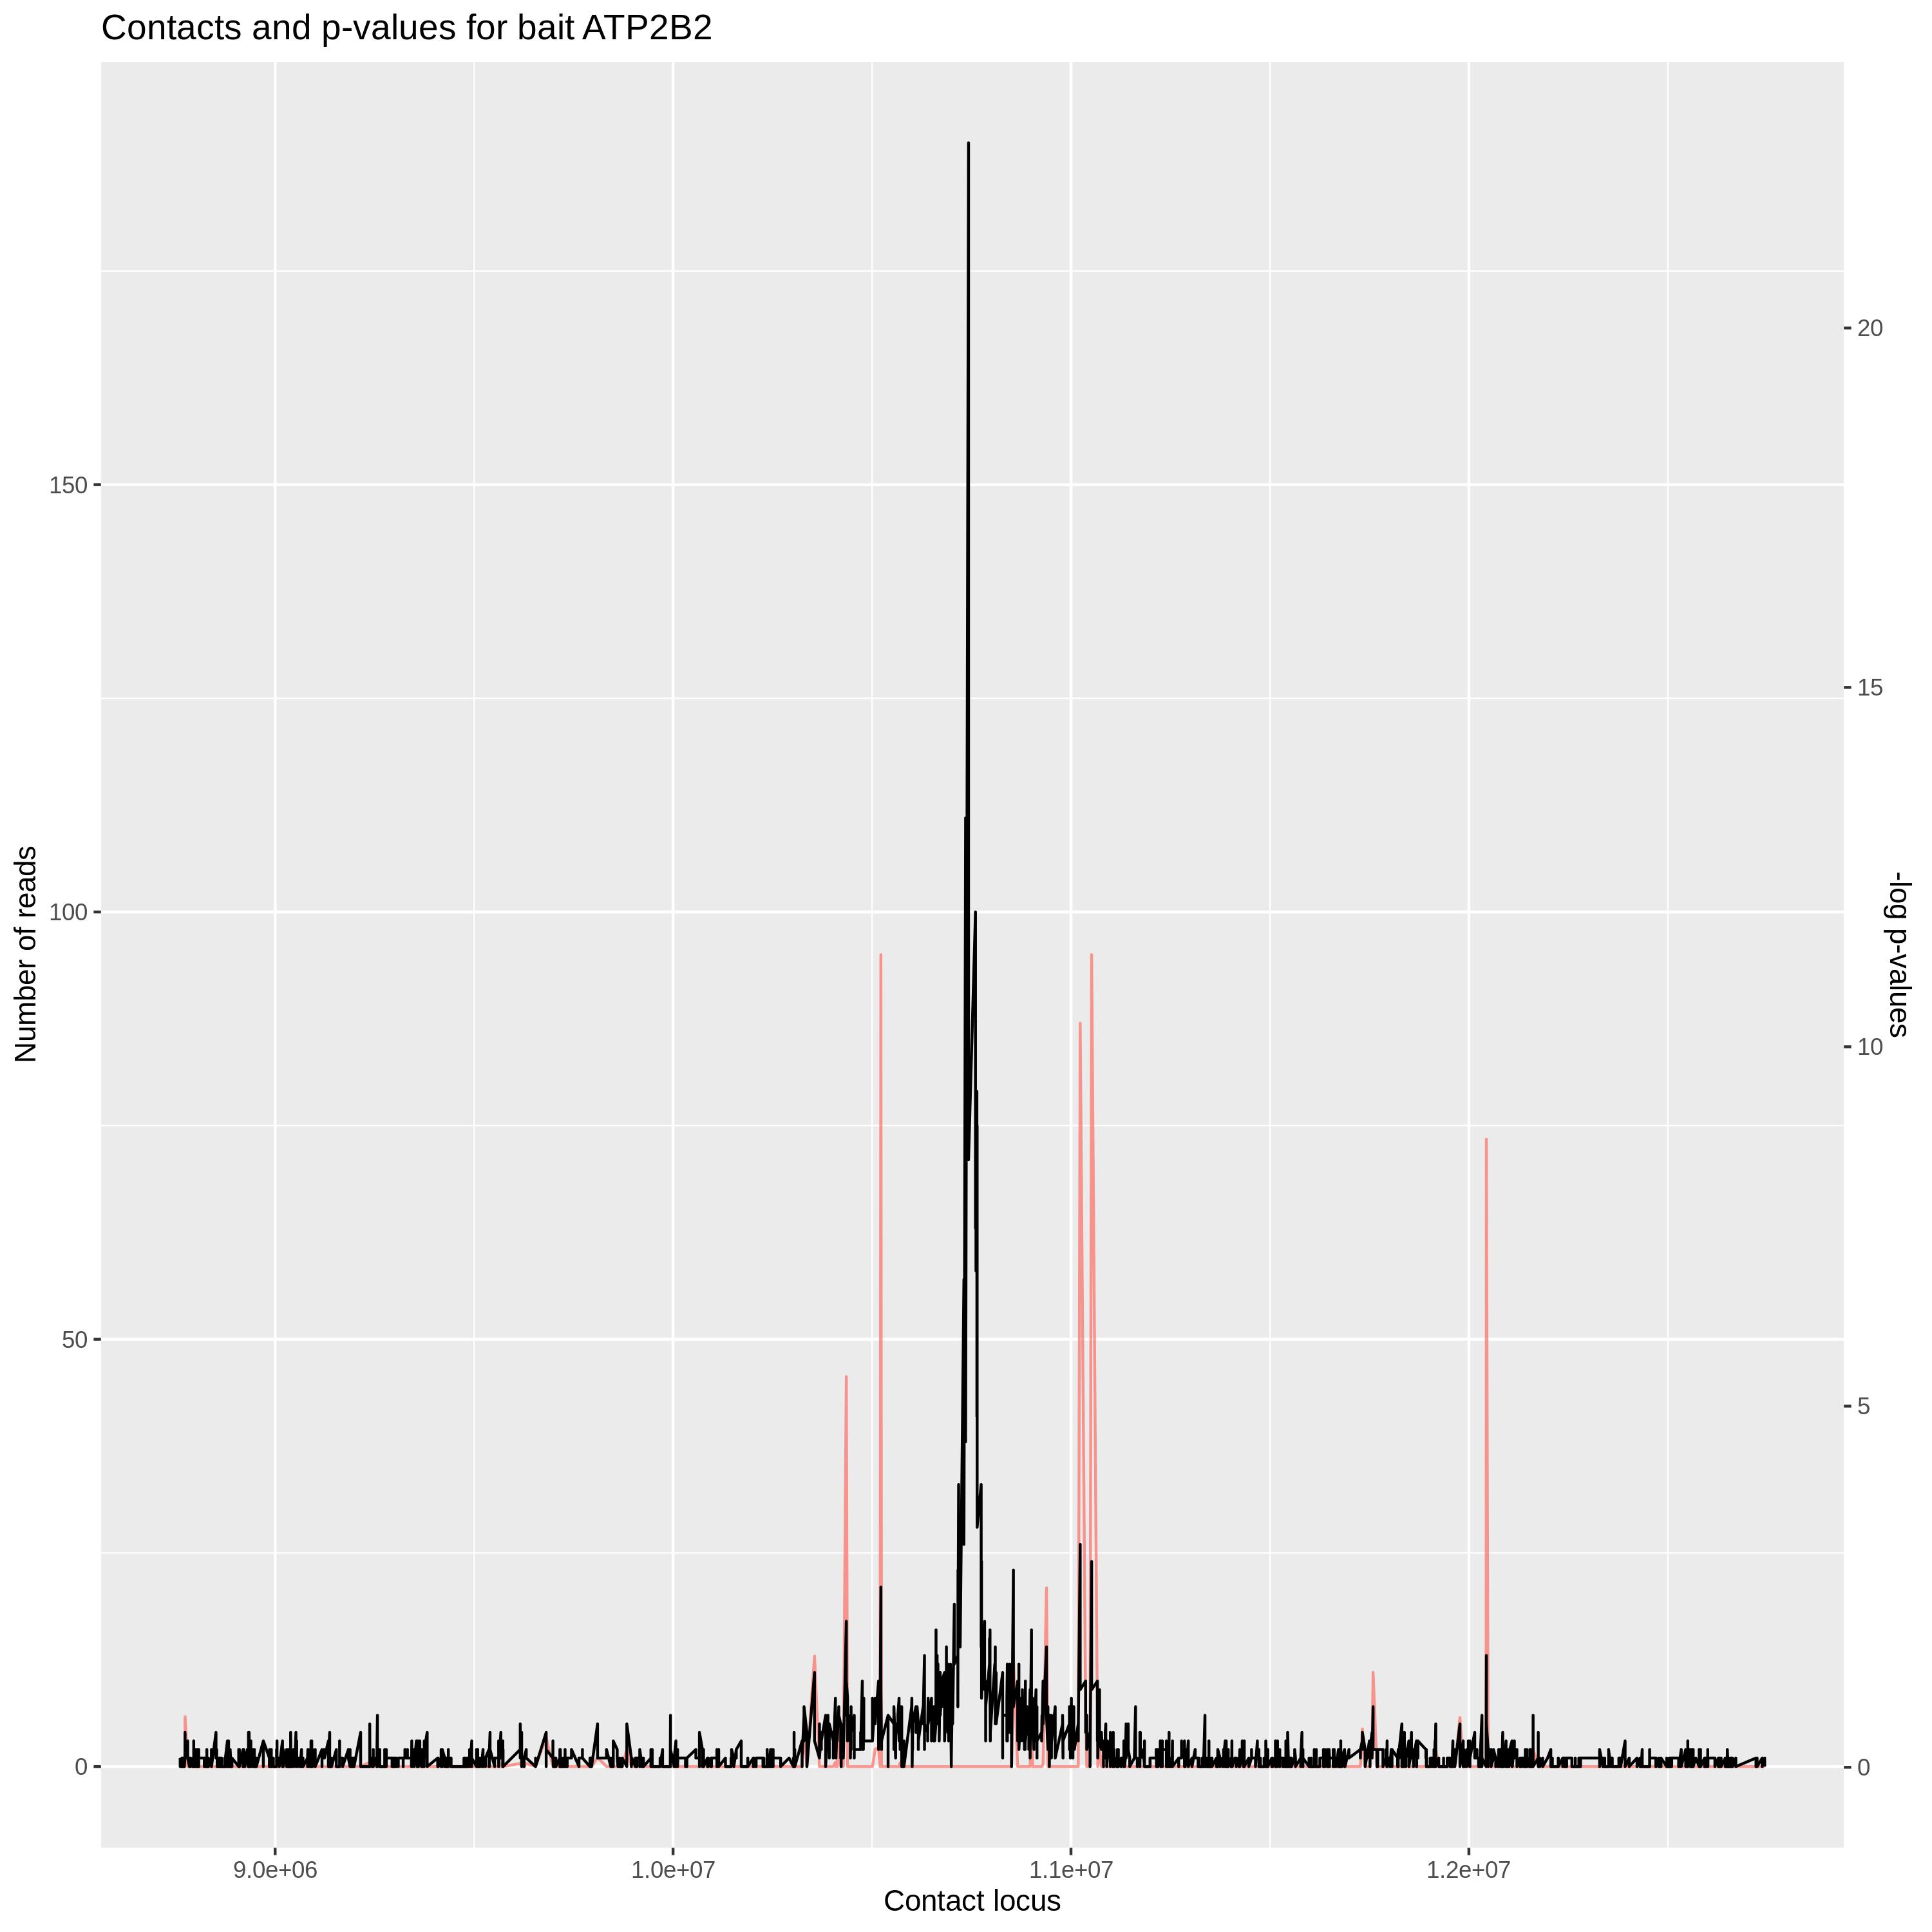 Contacts and p-values for bait ATP2B2
150
100
50
0
Number of reads
20
15
10
5
0
-log p-values
9.0e+06
1.0e+07
1.1e+07
1.2e+07
Contact locus